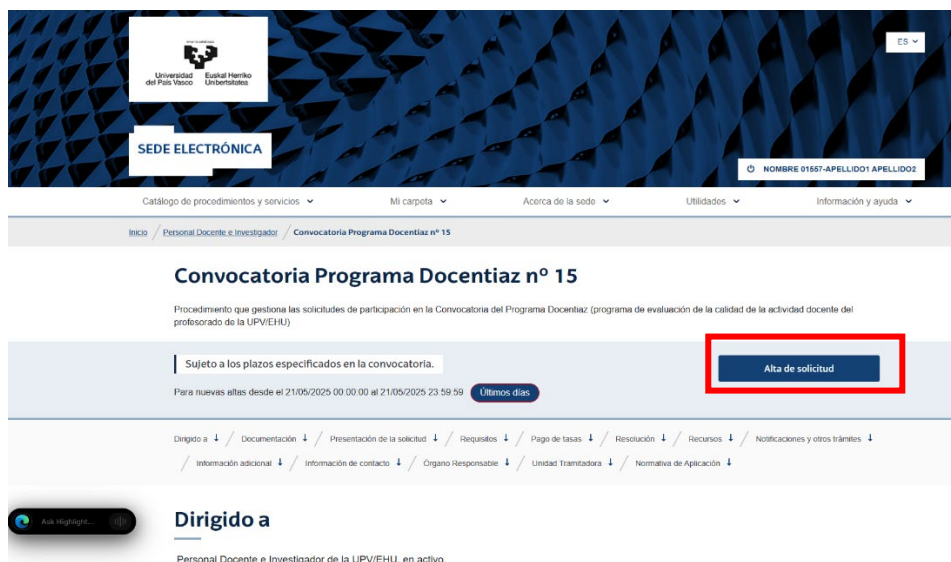 ES
Universidad del País Vasco
Euskal Herriko Unibertsitatea
SEDE ELECTRÓNICA
NOMBRE 01557-APELLIDO1 APELLIDO2
Catálogo de procedimientos y servicios Mi carpeta Acerca de la sede Utilidades Información y ayuda
Inicio / Personal Docente e Investigador / Convocatoria Programa Docentiaz nº 15
Convocatoria Programa Docentiaz nº 15
Procedimiento que gestiona las solicitudes de participación en la Convocatoria del Programa Docentiaz (programa de evaluación de la calidad de la actividad docente del
profesorado de la UPV/EHU)
Sujeto a los plazos especificados en la convocatoria.
Alta de solicitud
Para nuevas altas desde el 21/05/2025 00:00:00 al 21/05/2025 23:59:59 Últimos días
Dirigido a ↓ / Documentación ↓ / Presentación de la solicitud ↓ / Requisitos ↓ / Pago de tasas ↓ / Resolución ↓ / Recursos ↓ / Notificaciones y otros trámites ↓
/ Información adicional ↓ / Información de contacto ↓ / Órgano Responsable ↓ / Unidad Tramitadora ↓ / Normativa de Aplicación ↓
Ask Highlight...
Dirigido a
Personal Docente e Investigador de la UPV/EHU, en activo.